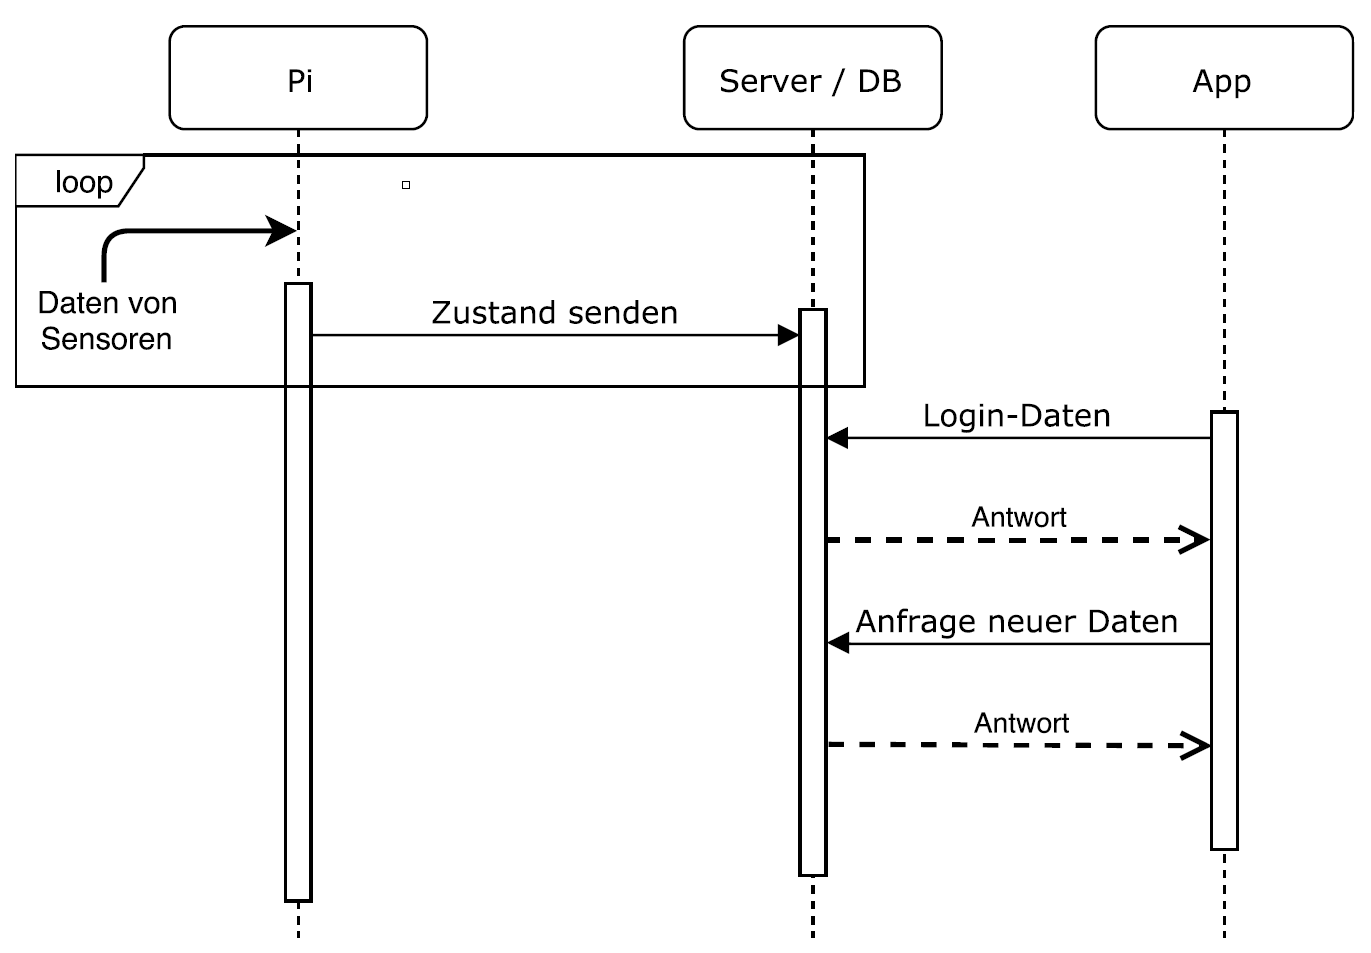 Pi
Server / DB
App
loop
Daten von
Sensoren
Zustand senden
Login-Daten
Antwort
Anfrage neuer Daten
Antwort